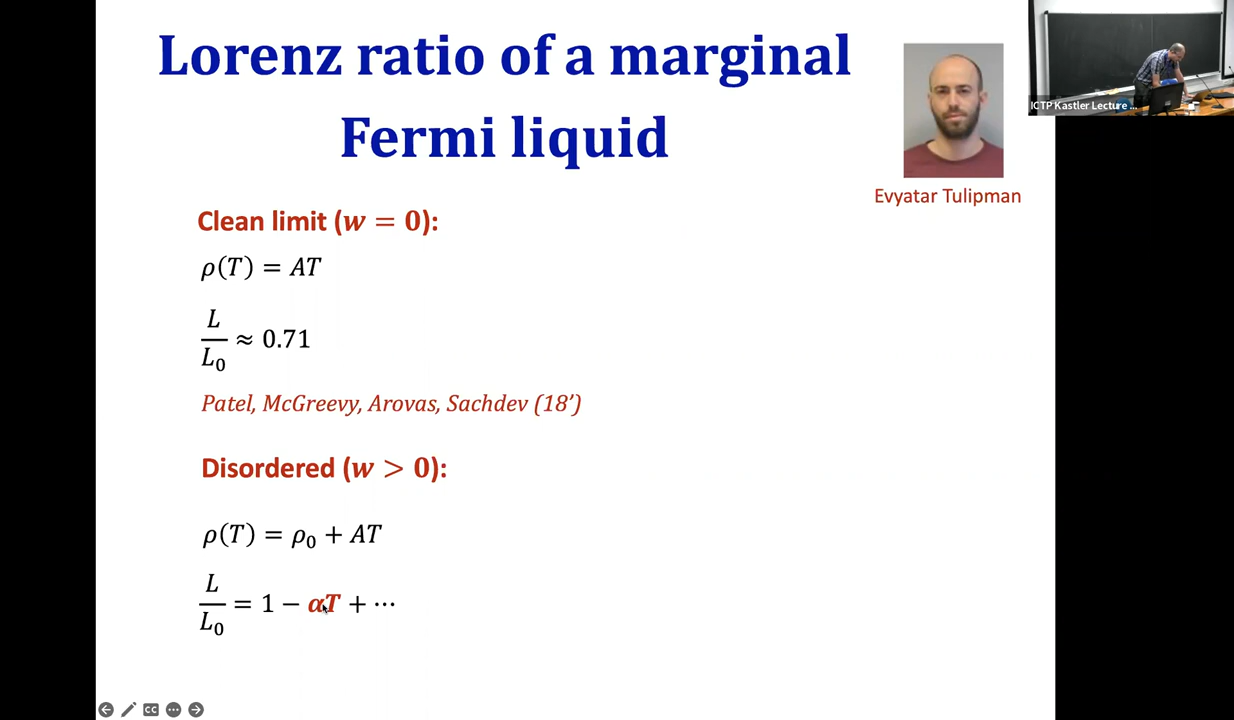 Lorenz ratio of a marginal
Fermi liquid
ICTP Kastler Lecture ...
Evyatar Tulipman
Clean limit (w = 0):
ρ(T) = AT
L/L₀ ≈ 0.71
Patel, McGreevy, Arovas, Sachdev (18’)
Disordered (w > 0):
ρ(T) = ρ₀ + AT
L/L₀ = 1 − αT + ⋯
CC